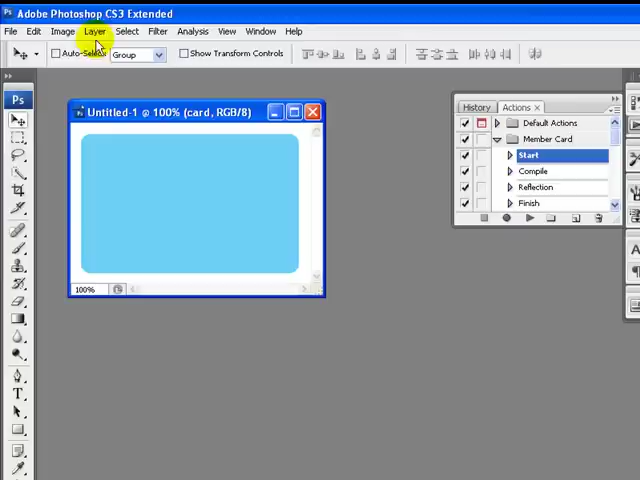 Adobe Photoshop CS3 Extended
File Edit Image Layer Select Filter Analysis View Window Help
Auto-Select: Group Show Transform Controls
Ps
Untitled-1 @ 100% (card, RGB/8)
History Actions
Default Actions
Member Card
Start
Compile
Reflection
Finish
100%